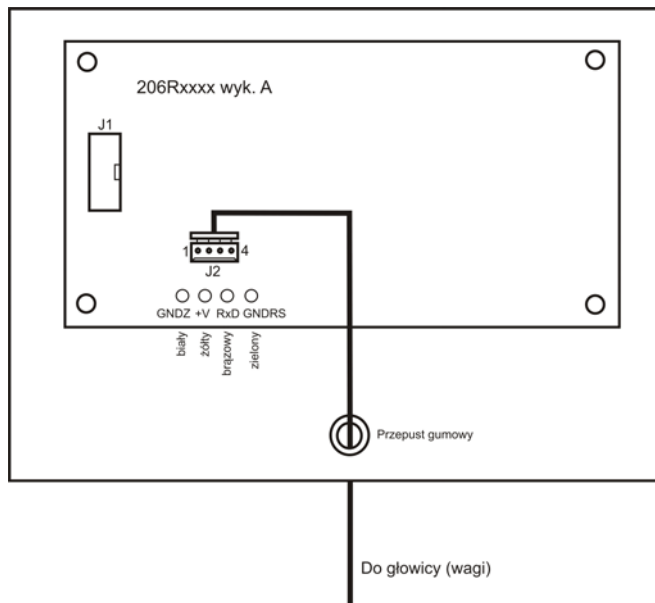 206Rxxxx wyk. A
J1
1 4
J2
GNDZ +V RxD GNDRS
biały żółty brązowy zielony
Przepust gumowy
Do głowicy (wagi)